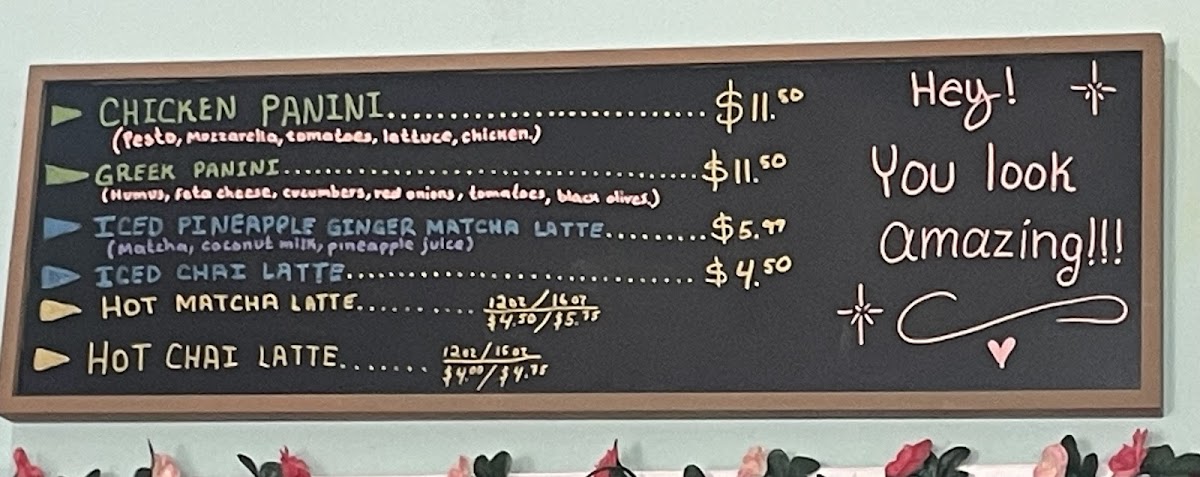 CHICKEN PANINI................................ $11.50
(Pesto, Mozzarella, tomatoes, lattuce, chicken.)
GREEK PANINI............................................ $11.50
(Humus, feta cheese, cucumbers, red onions, tomatoes, black olives.)
ICED PINEAPPLE GINGER MATCHA LATTE......... $5.99
(Matcha, coconut milk, pineapple juice)
ICED CHAI LATTE.................................. $4.50
HOT MATCHA LATTE........... 12oz/16oz
$4.50/$5.75
HOT CHAI LATTE....... 12oz/16oz
$4.00/$4.75
Hey!
You look
amazing!!!